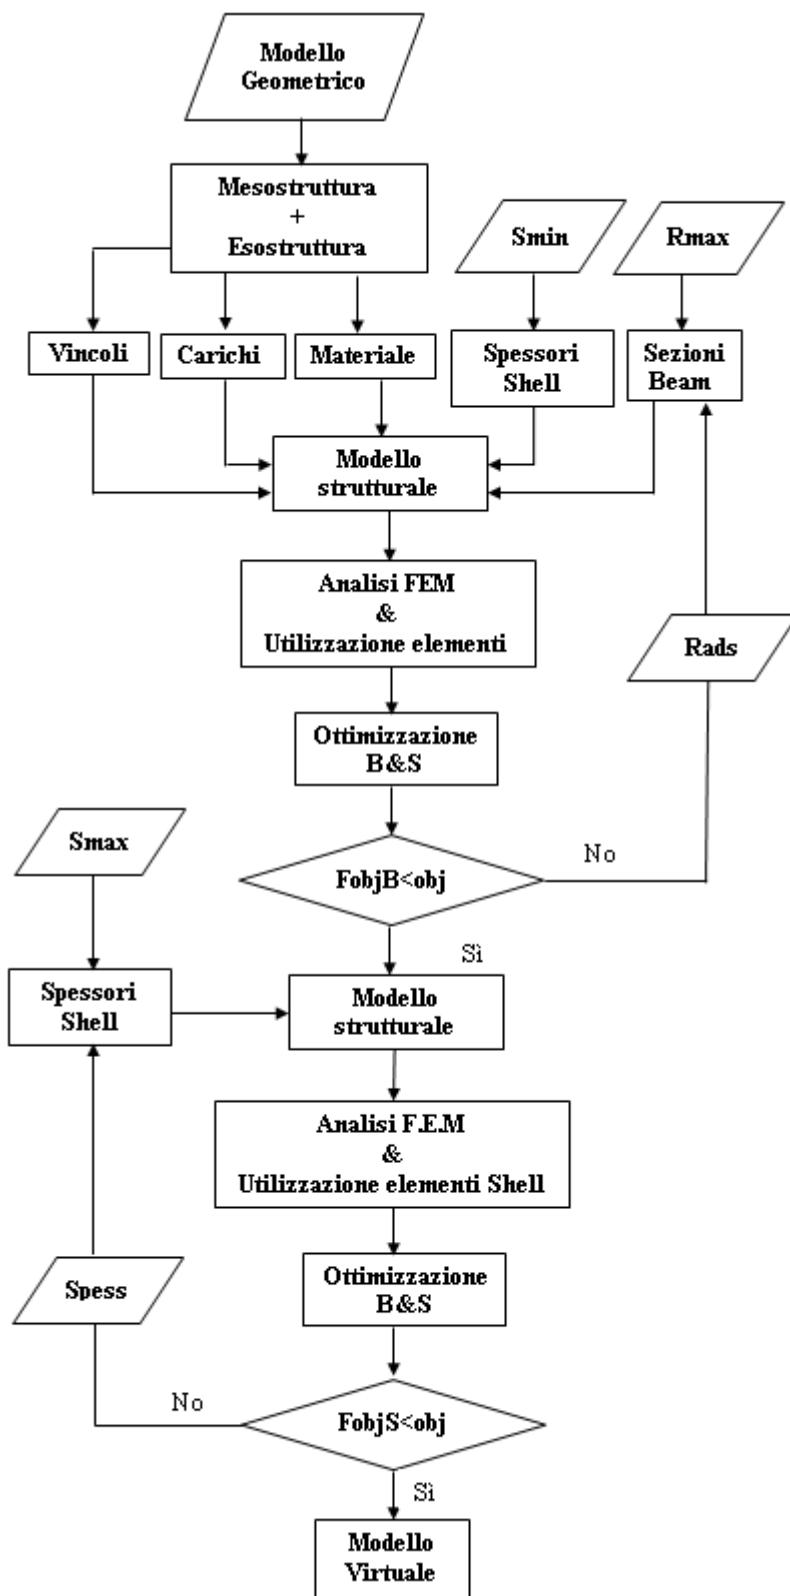 Modello
Geometrico
Mesostruttura
+
Esostruttura
Smin
Rmax
Vincoli
Carichi
Materiale
Spessori
Shell
Sezioni
Beam
Modello
strutturale
Analisi FEM
&
Utilizzazione elementi
Rads
Ottimizzazione
B&S
Smax
FobjB<obj
No
Sì
Spessori
Shell
Modello
strutturale
Analisi F.E.M
&
Utilizzazione elementi Shell
Spess
Ottimizzazione
B&S
No
FobjS<obj
Sì
Modello
Virtuale